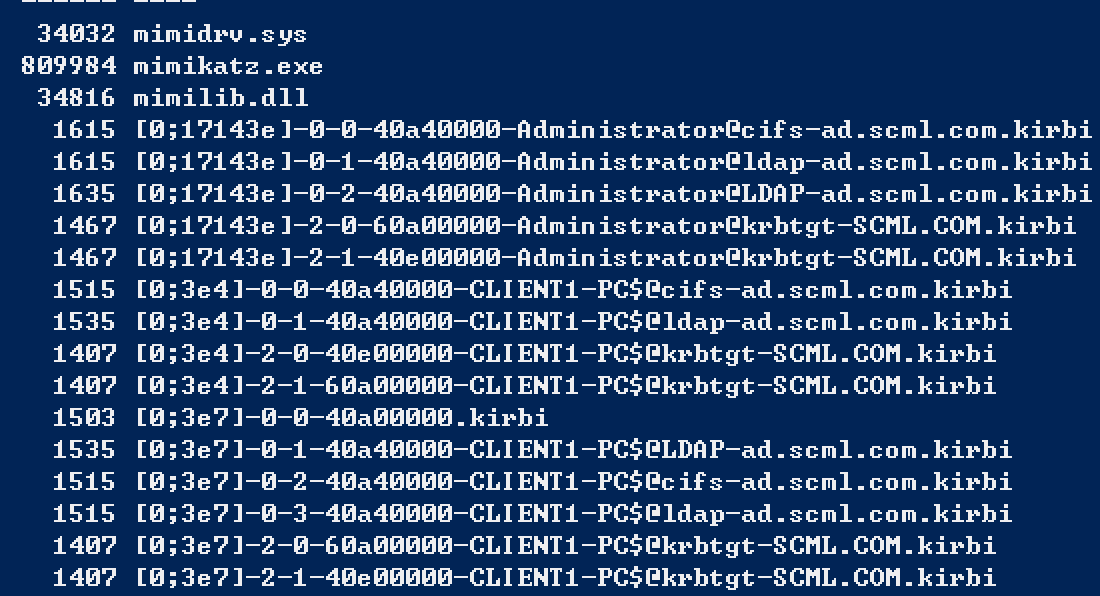 ------ ----
34032 mimidrv.sys
809984 mimikatz.exe
34816 mimilib.dll
1615 [0;17143e]-0-0-40a40000-Administrator@cifs-ad.scml.com.kirbi
1615 [0;17143e]-0-1-40a40000-Administrator@ldap-ad.scml.com.kirbi
1635 [0;17143e]-0-2-40a40000-Administrator@LDAP-ad.scml.com.kirbi
1467 [0;17143e]-2-0-60a00000-Administrator@krbtgt-SCML.COM.kirbi
1467 [0;17143e]-2-1-40e00000-Administrator@krbtgt-SCML.COM.kirbi
1515 [0;3e4]-0-0-40a40000-CLIENT1-PC$@cifs-ad.scml.com.kirbi
1535 [0;3e4]-0-1-40a40000-CLIENT1-PC$@ldap-ad.scml.com.kirbi
1407 [0;3e4]-2-0-40e00000-CLIENT1-PC$@krbtgt-SCML.COM.kirbi
1407 [0;3e4]-2-1-60a00000-CLIENT1-PC$@krbtgt-SCML.COM.kirbi
1503 [0;3e7]-0-0-40a00000.kirbi
1535 [0;3e7]-0-1-40a40000-CLIENT1-PC$@LDAP-ad.scml.com.kirbi
1515 [0;3e7]-0-2-40a40000-CLIENT1-PC$@cifs-ad.scml.com.kirbi
1515 [0;3e7]-0-3-40a40000-CLIENT1-PC$@ldap-ad.scml.com.kirbi
1407 [0;3e7]-2-0-60a00000-CLIENT1-PC$@krbtgt-SCML.COM.kirbi
1407 [0;3e7]-2-1-40e00000-CLIENT1-PC$@krbtgt-SCML.COM.kirbi